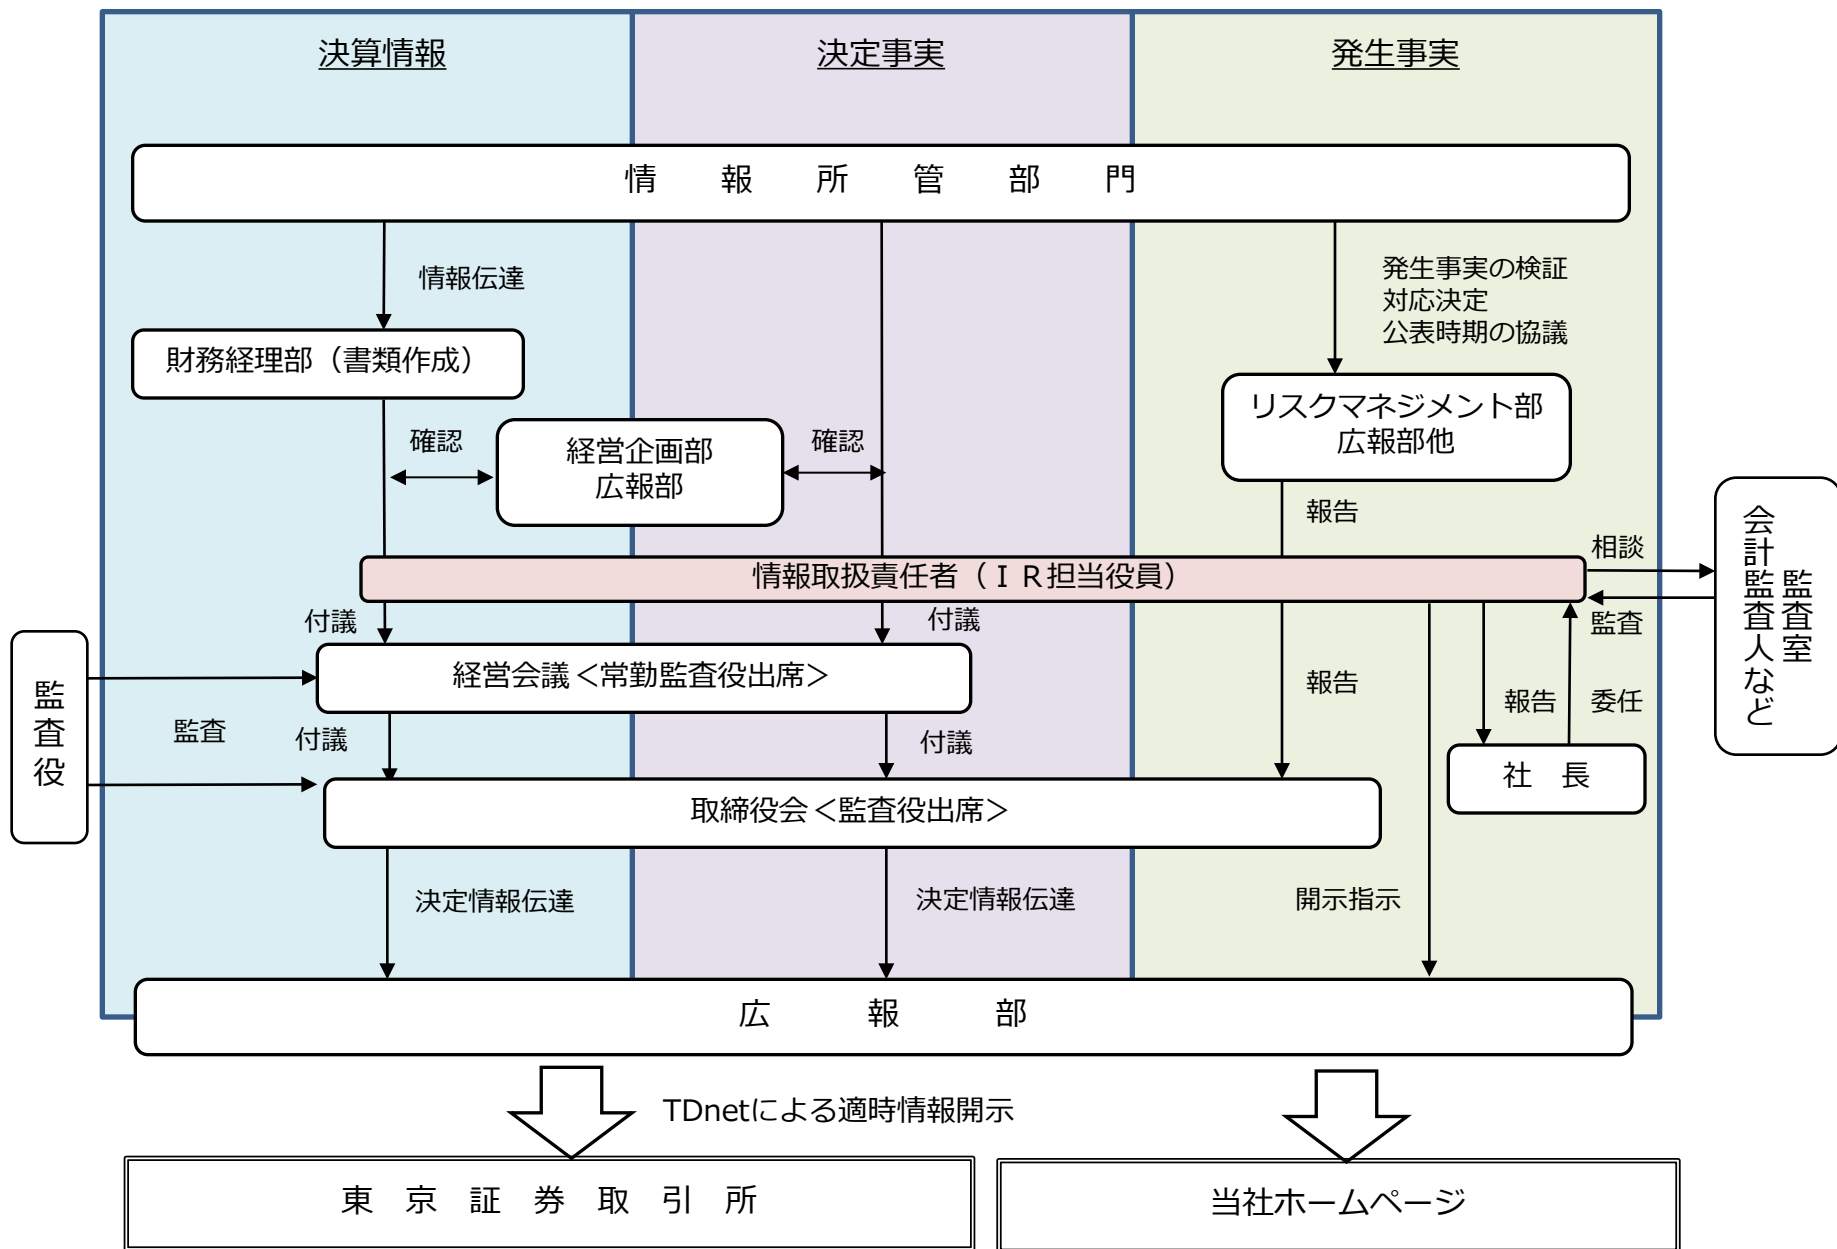 決算情報
決定事実
発生事実
情報所管部門
情報伝達
発生事実の検証
対応決定
公表時期の協議
財務経理部（書類作成）
リスクマネジメント部
広報部他
確認
経営企画部
広報部
確認
報告
情報取扱責任者（ＩＲ担当役員）
相談
監査
会計監査人など
監査室
付議
付議
監査役
経営会議＜常勤監査役出席＞
報告
報告
委任
監査
付議
付議
社　長
取締役会＜監査役出席＞
決定情報伝達
決定情報伝達
開示指示
広報部
TDnetによる適時情報開示
東京証券取引所
当社ホームページ